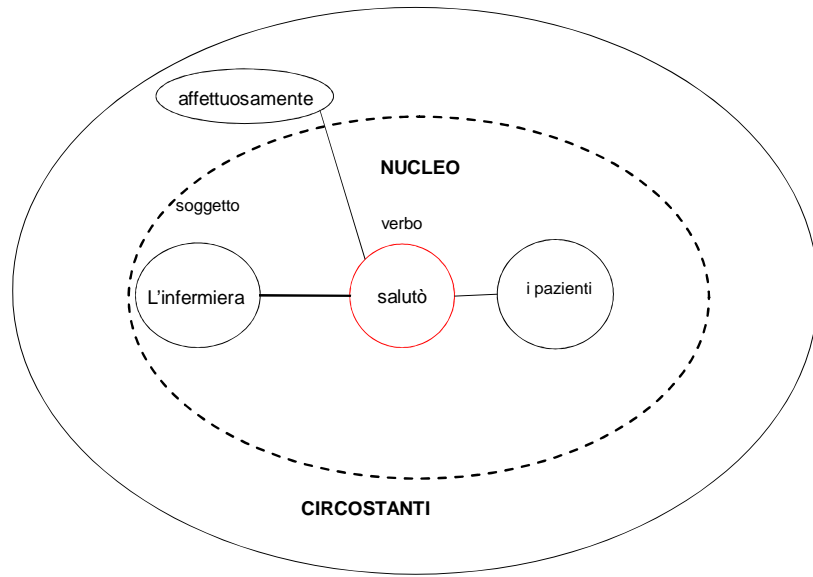 affettuosamente
NUCLEO
soggetto
verbo
L'infermiera
salutò
i pazienti
CIRCOSTANTI